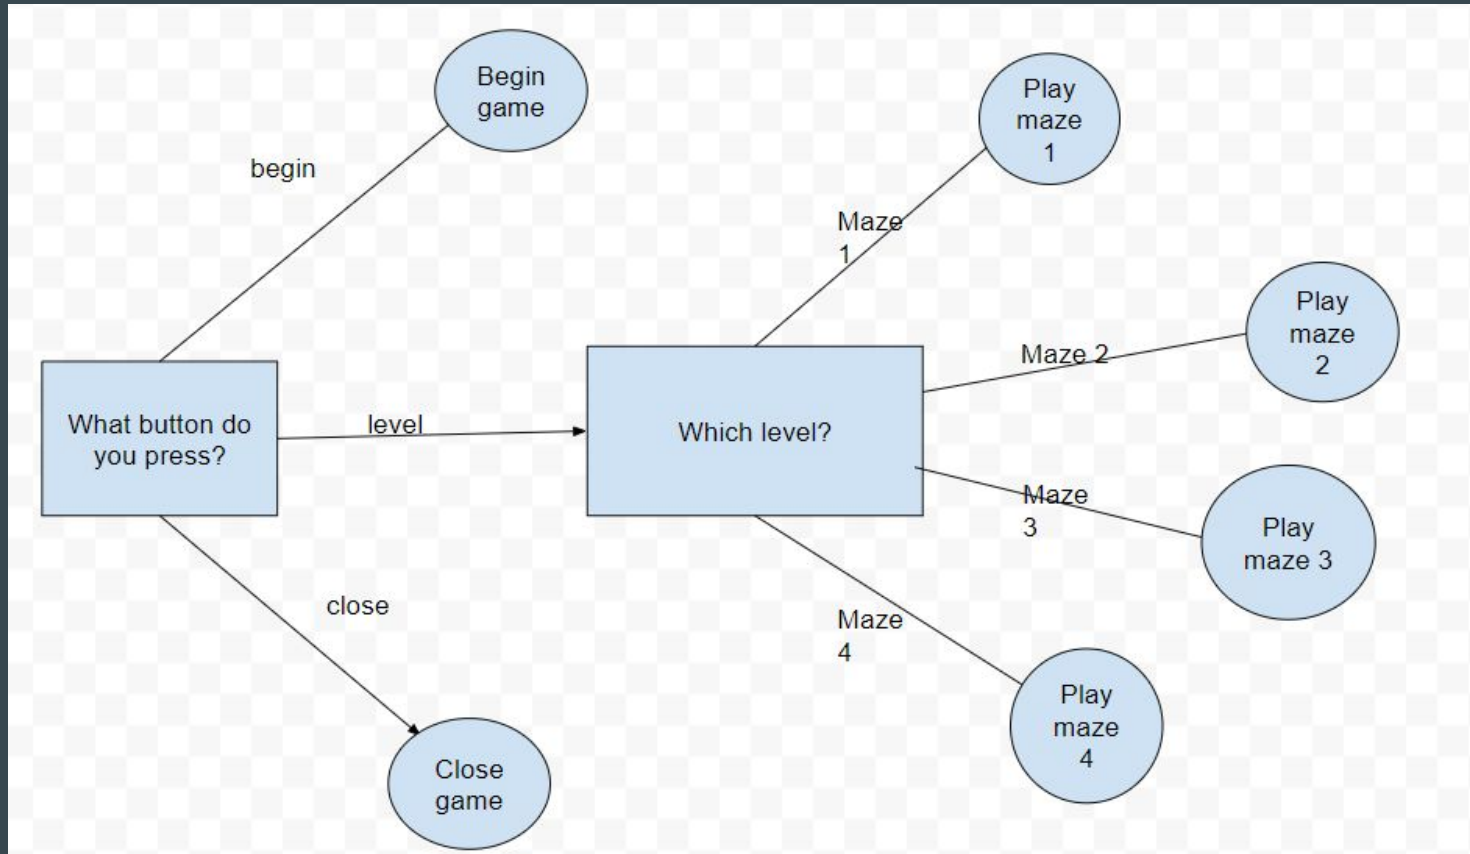 Begin
game
begin
What button do
you press?
level
close
Close
game
Which level?
Maze
1
Play
maze
1
Maze 2
Play
maze
2
Maze
3
Play
maze 3
Maze
4
Play
maze
4